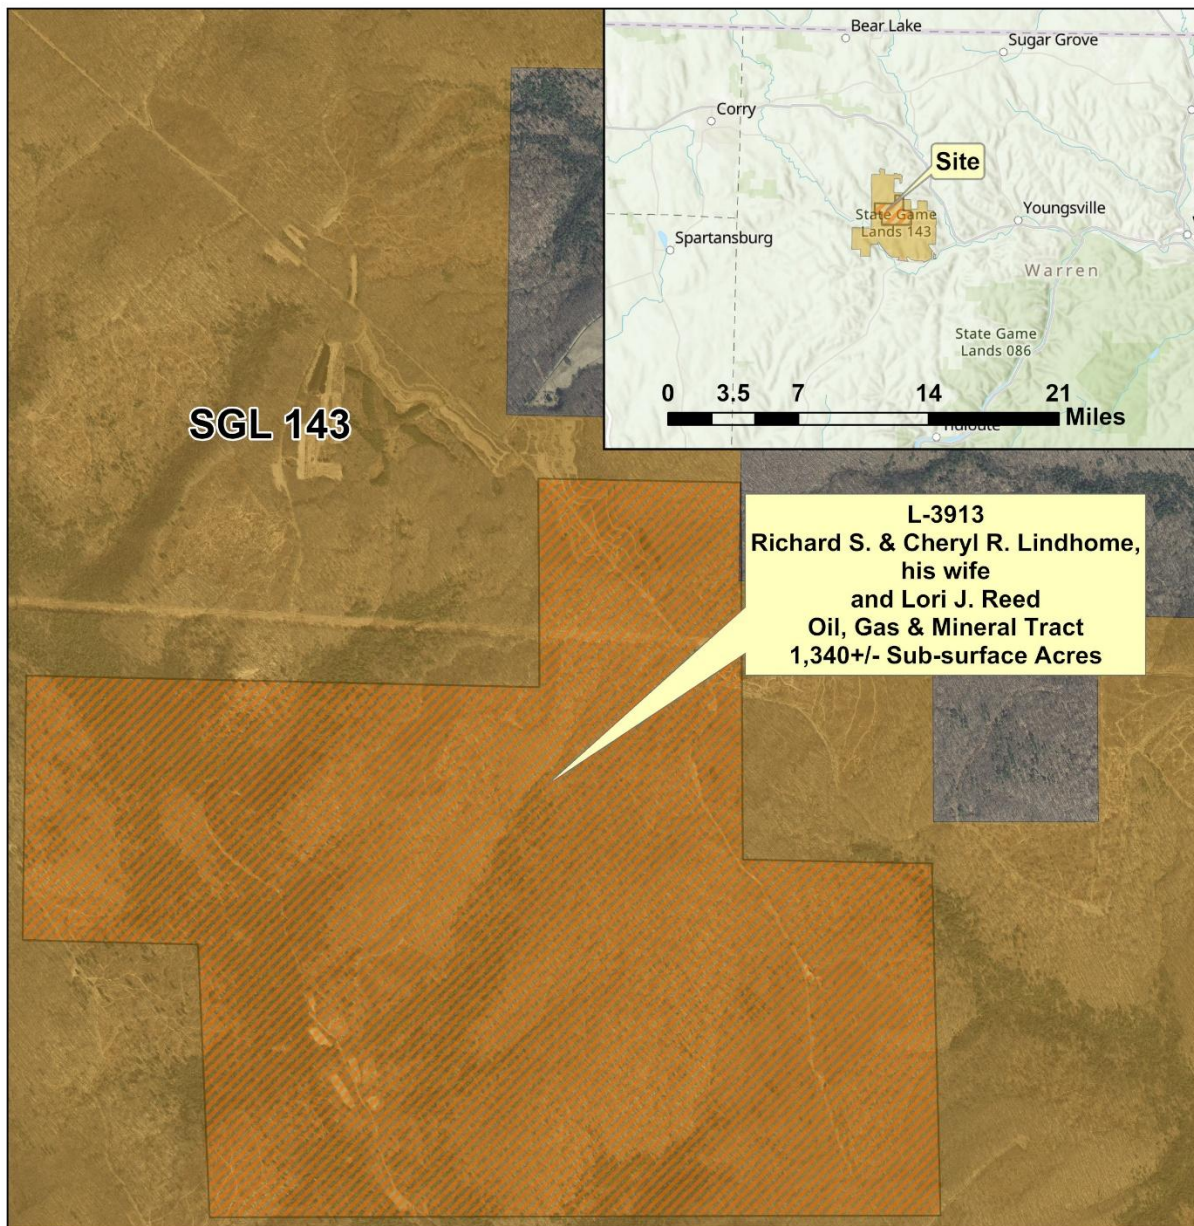 Bear Lake
Sugar Grove
Corry
Site
State Game
Lands 143
Youngsville
Spartansburg
Warren
State Game
Lands 086
0 3.5 7 14 21
Miles
SGL 143
L-3913
Richard S. & Cheryl R. Lindhome,
his wife
and Lori J. Reed
Oil, Gas & Mineral Tract
1,340+/- Sub-surface Acres